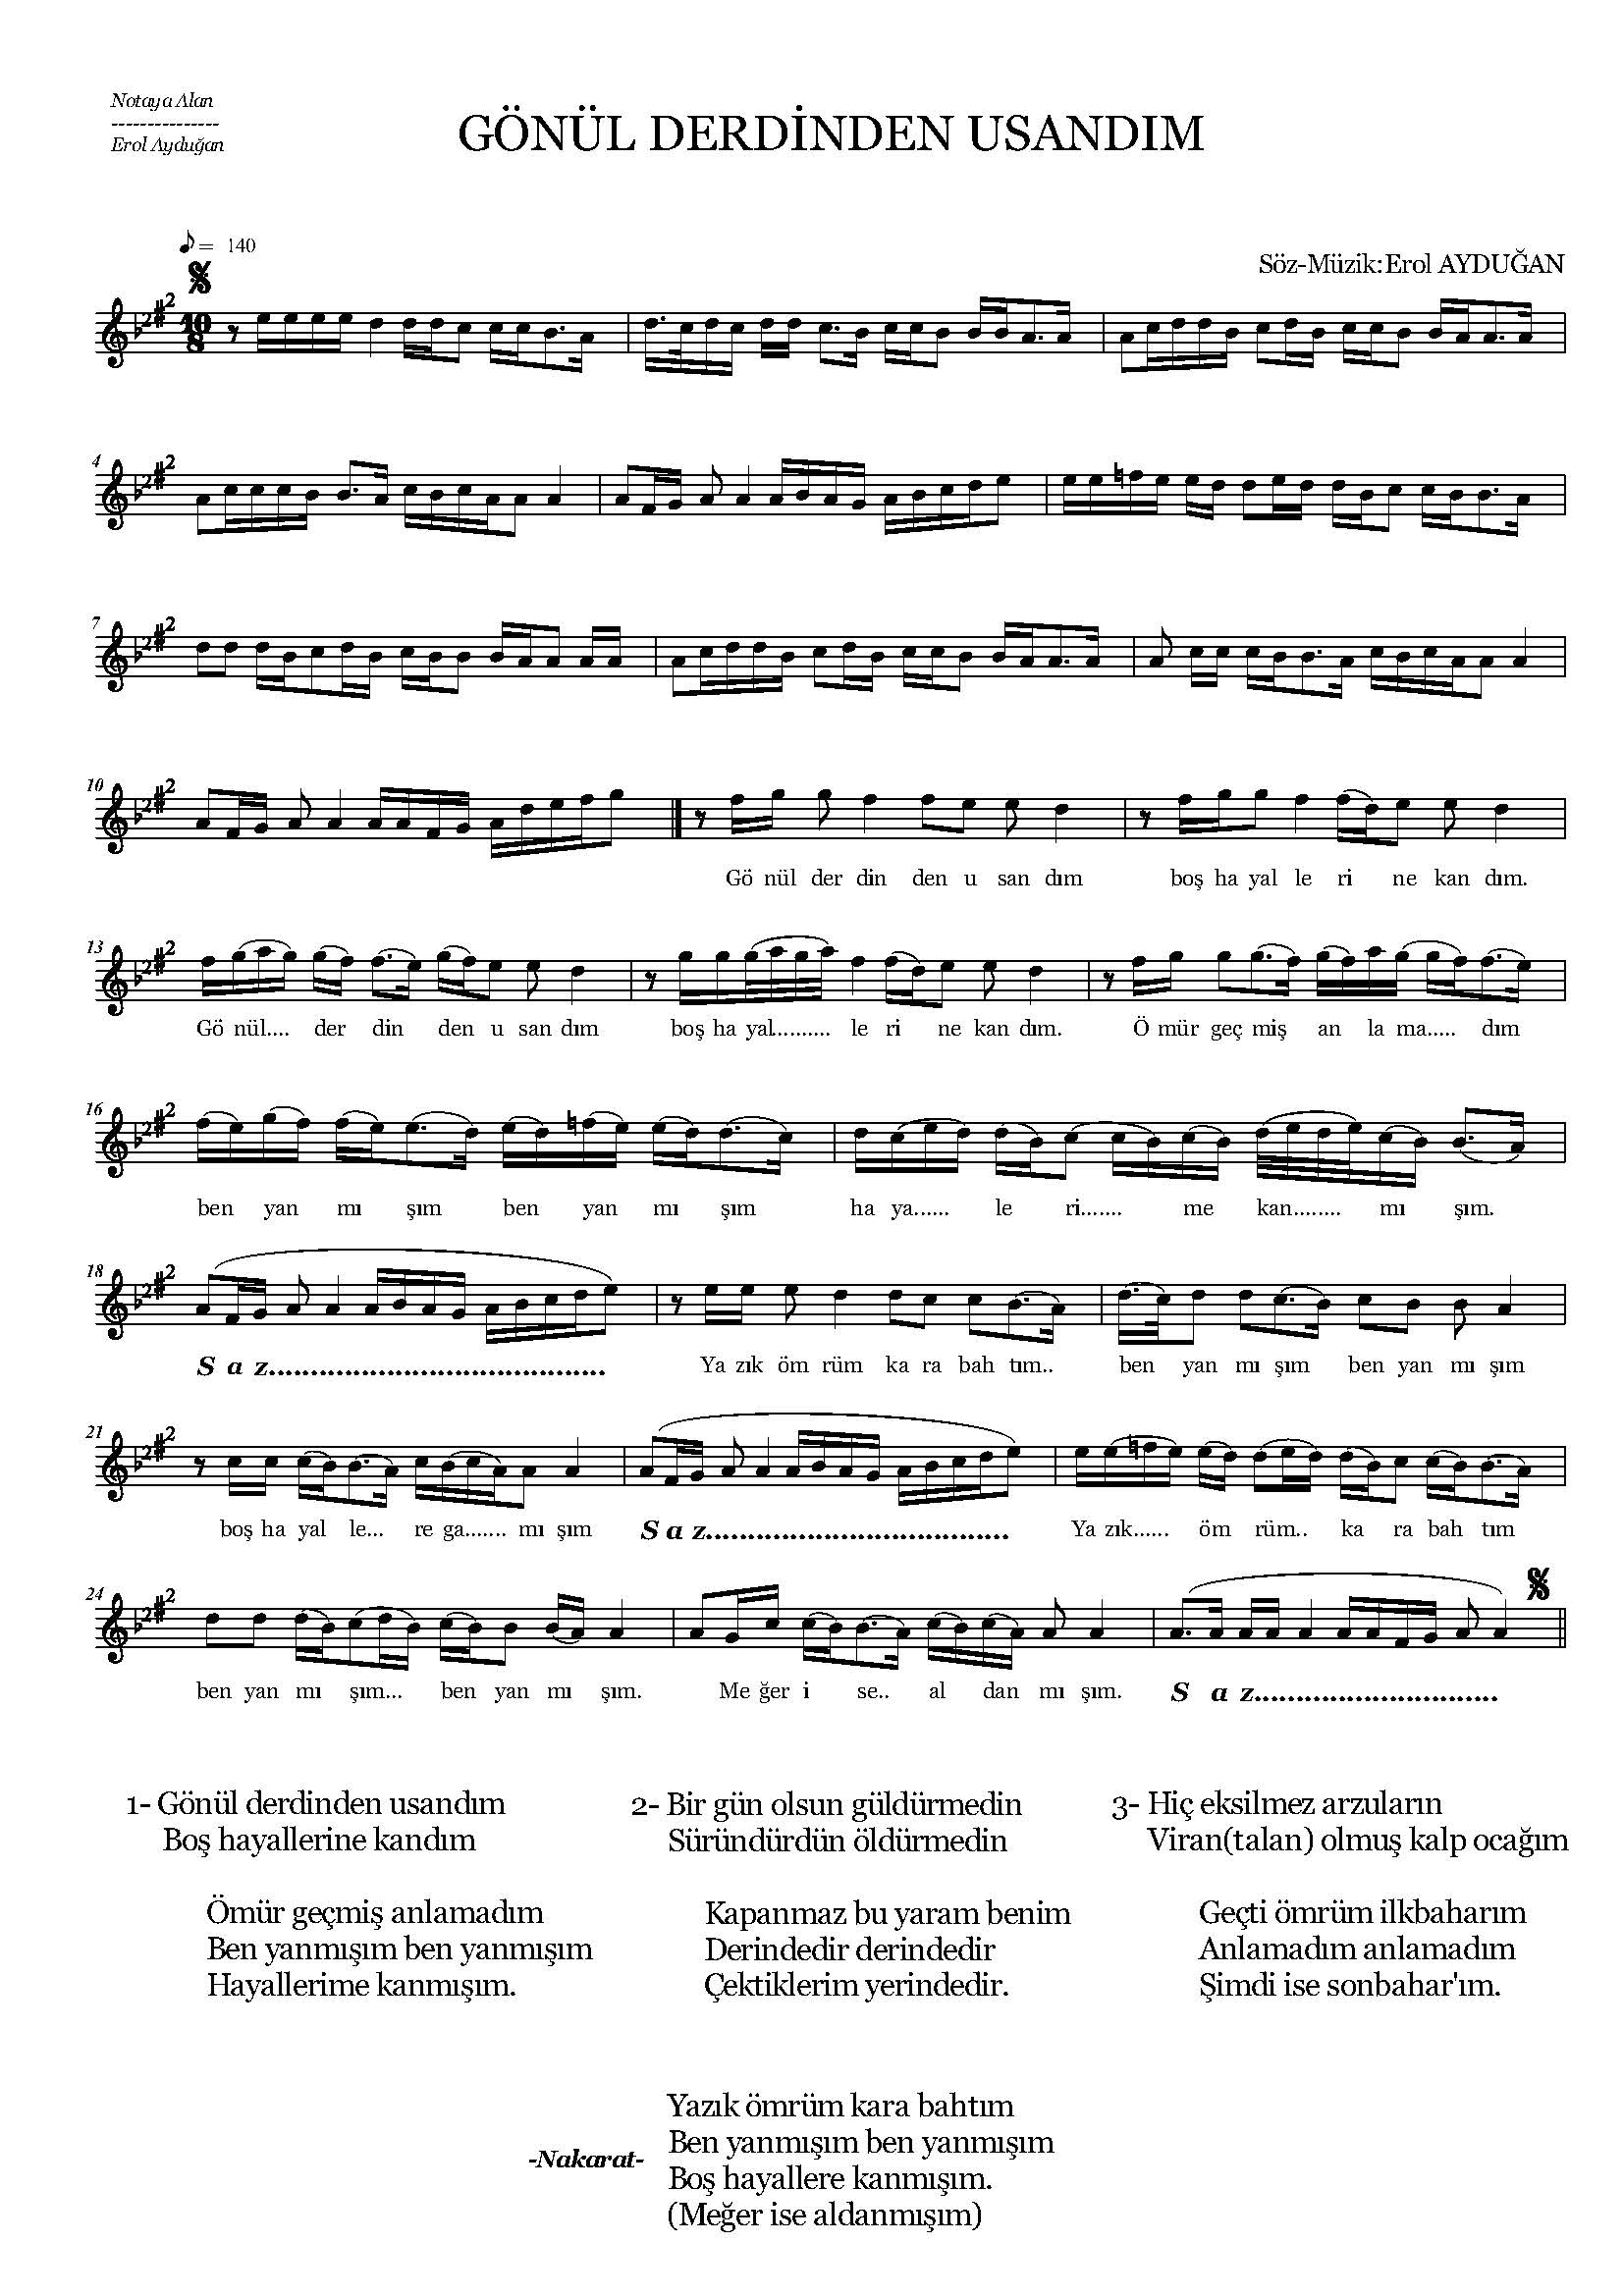 Notaya Alan
---------------
Erol Ayduğan
GÖNÜL DERDİNDEN USANDIM
= 140
Söz-Müzik:Erol AYDUĞAN
2
10
8
4
7
10
Gö nül der din den u san dım boş ha yal le ri ne kan dım.
13
Gö nül.... der din den u san dım boş ha yal.......... le ri ne kan dım. Ö mür geç miş an la ma..... dım
16
ben yan mı şım ben yan mı şım ha ya...... le ri....... me kan........ mı şım.
18
S a z........................................ Ya zık öm rüm ka ra bah tım.. ben yan mı şım ben yan mı şım
21
boş ha yal le... re ga....... mı şım S a z.................................... Ya zık...... öm rüm.. ka ra bah tım
24
ben yan mı şım... ben yan mı şım. Me ğer i se.. al dan mı şım. S a z.............................
1- Gönül derdinden usandım
Boş hayallerine kandım
Ömür geçmiş anlamadım
Ben yanmışım ben yanmışım
Hayallerime kanmışım.
2- Bir gün olsun güldürmedin
Süründürdün öldürmedin
Kapanmaz bu yaram benim
Derindedir derindedir
Çektiklerim yerindedir.
3- Hiç eksilmez arzuların
Viran(talan) olmuş kalp ocağım
Geçti ömrüm ilkbaharım
Anlamadım anlamadım
Şimdi ise sonbahar'ım.
-Nakarat-
Yazık ömrüm kara bahtım
Ben yanmışım ben yanmışım
Boş hayallere kanmışım.
(Meğer ise aldanmışım)